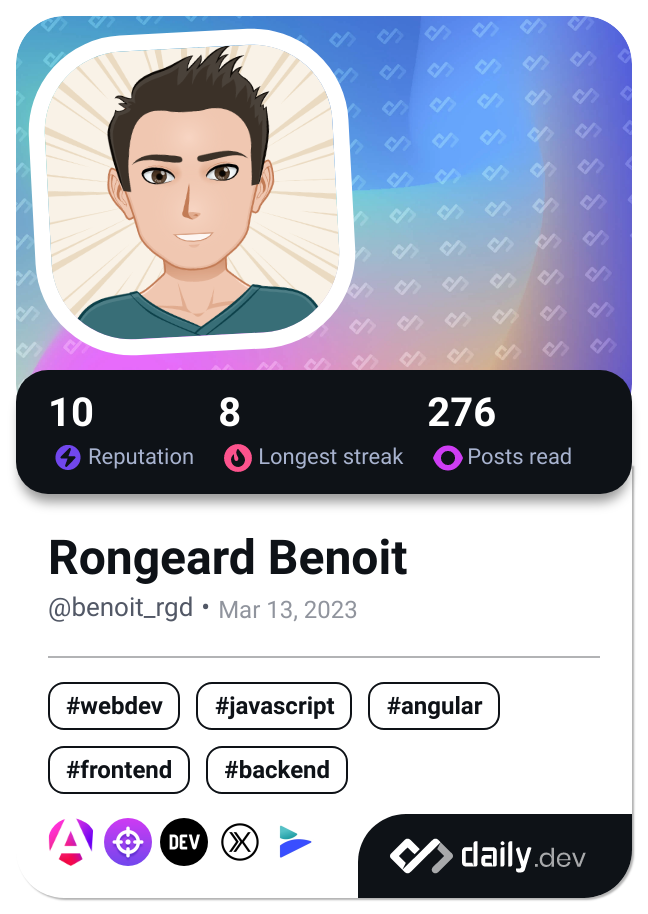 10 8 276
Reputation Longest streak Posts read
Rongeard Benoit
@benoit_rgd • Mar 13, 2023
#webdev #javascript #angular
#frontend #backend
DEV
daily.dev